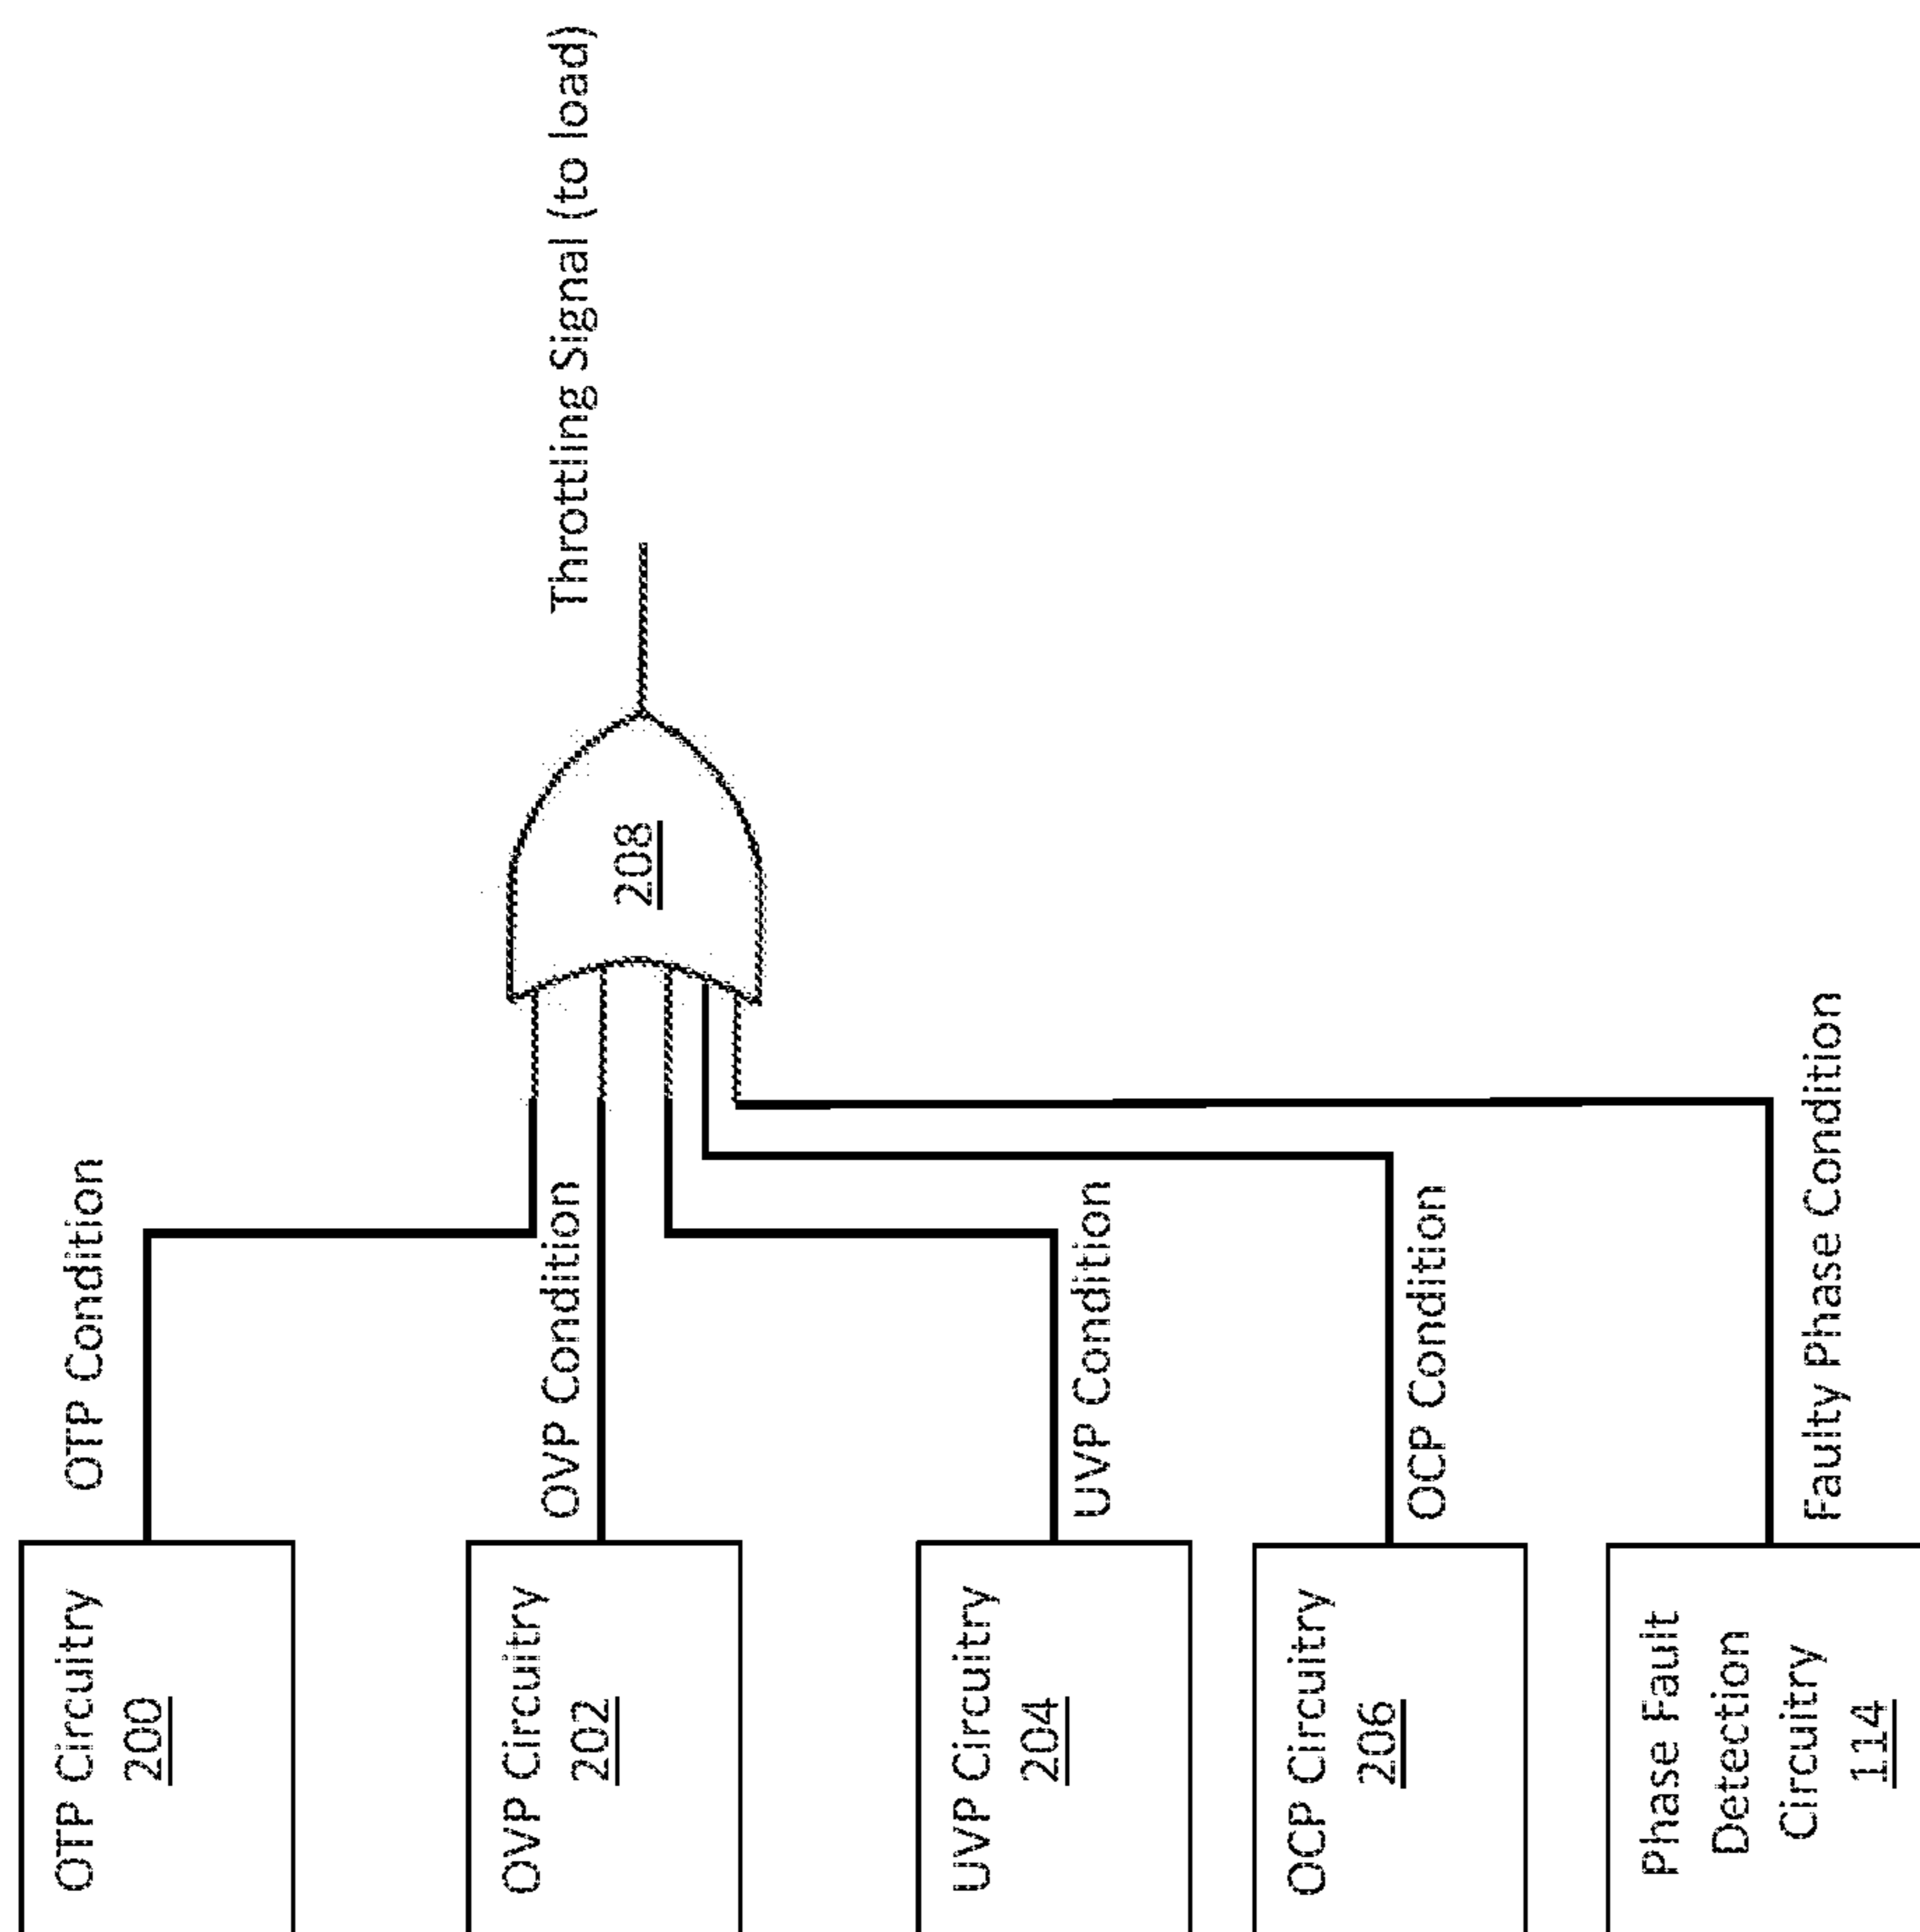 OTP Circuitry
200
OTP Condition
OVP Circuitry
202
OVP Condition
UVP Circuitry
204
UVP Condition
OCP Circuitry
206
OCP Condition
Phase Fault
Detection
Circuitry
114
Faulty Phase Condition
208
Throttling Signal (to load)